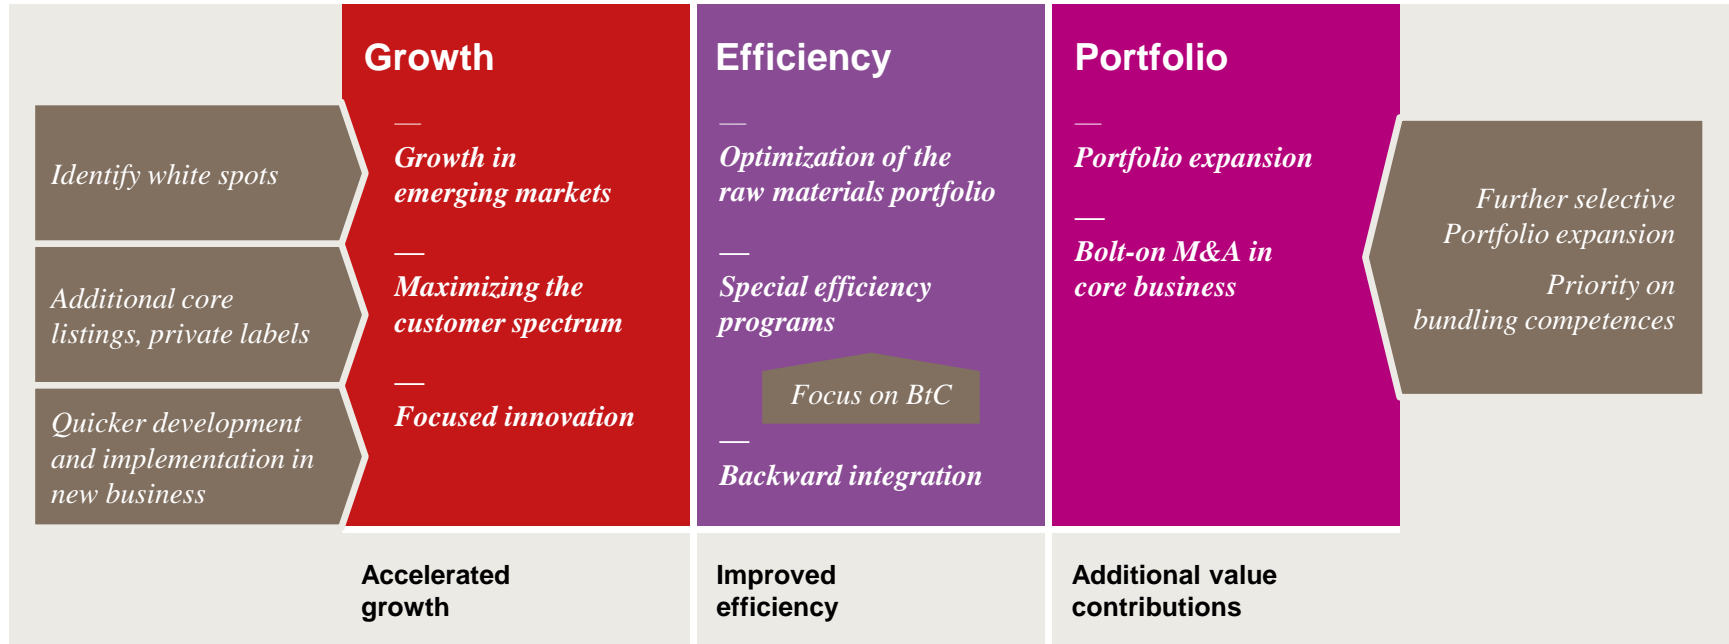 Identify white spots
Additional core
listings, private labels
Quicker development
and implementation in
new business
Growth
Growth in
emerging markets
Maximizing the
customer spectrum
Focused innovation
Accelerated
growth
Efficiency
Optimization of the
raw materials portfolio
Special efficiency
programs
Focus on BtC
Backward integration
Improved
efficiency
Portfolio
Portfolio expansion
Bolt-on M&A in
core business
Additional value
contributions
Further selective
Portfolio expansion
Priority on
bundling competences